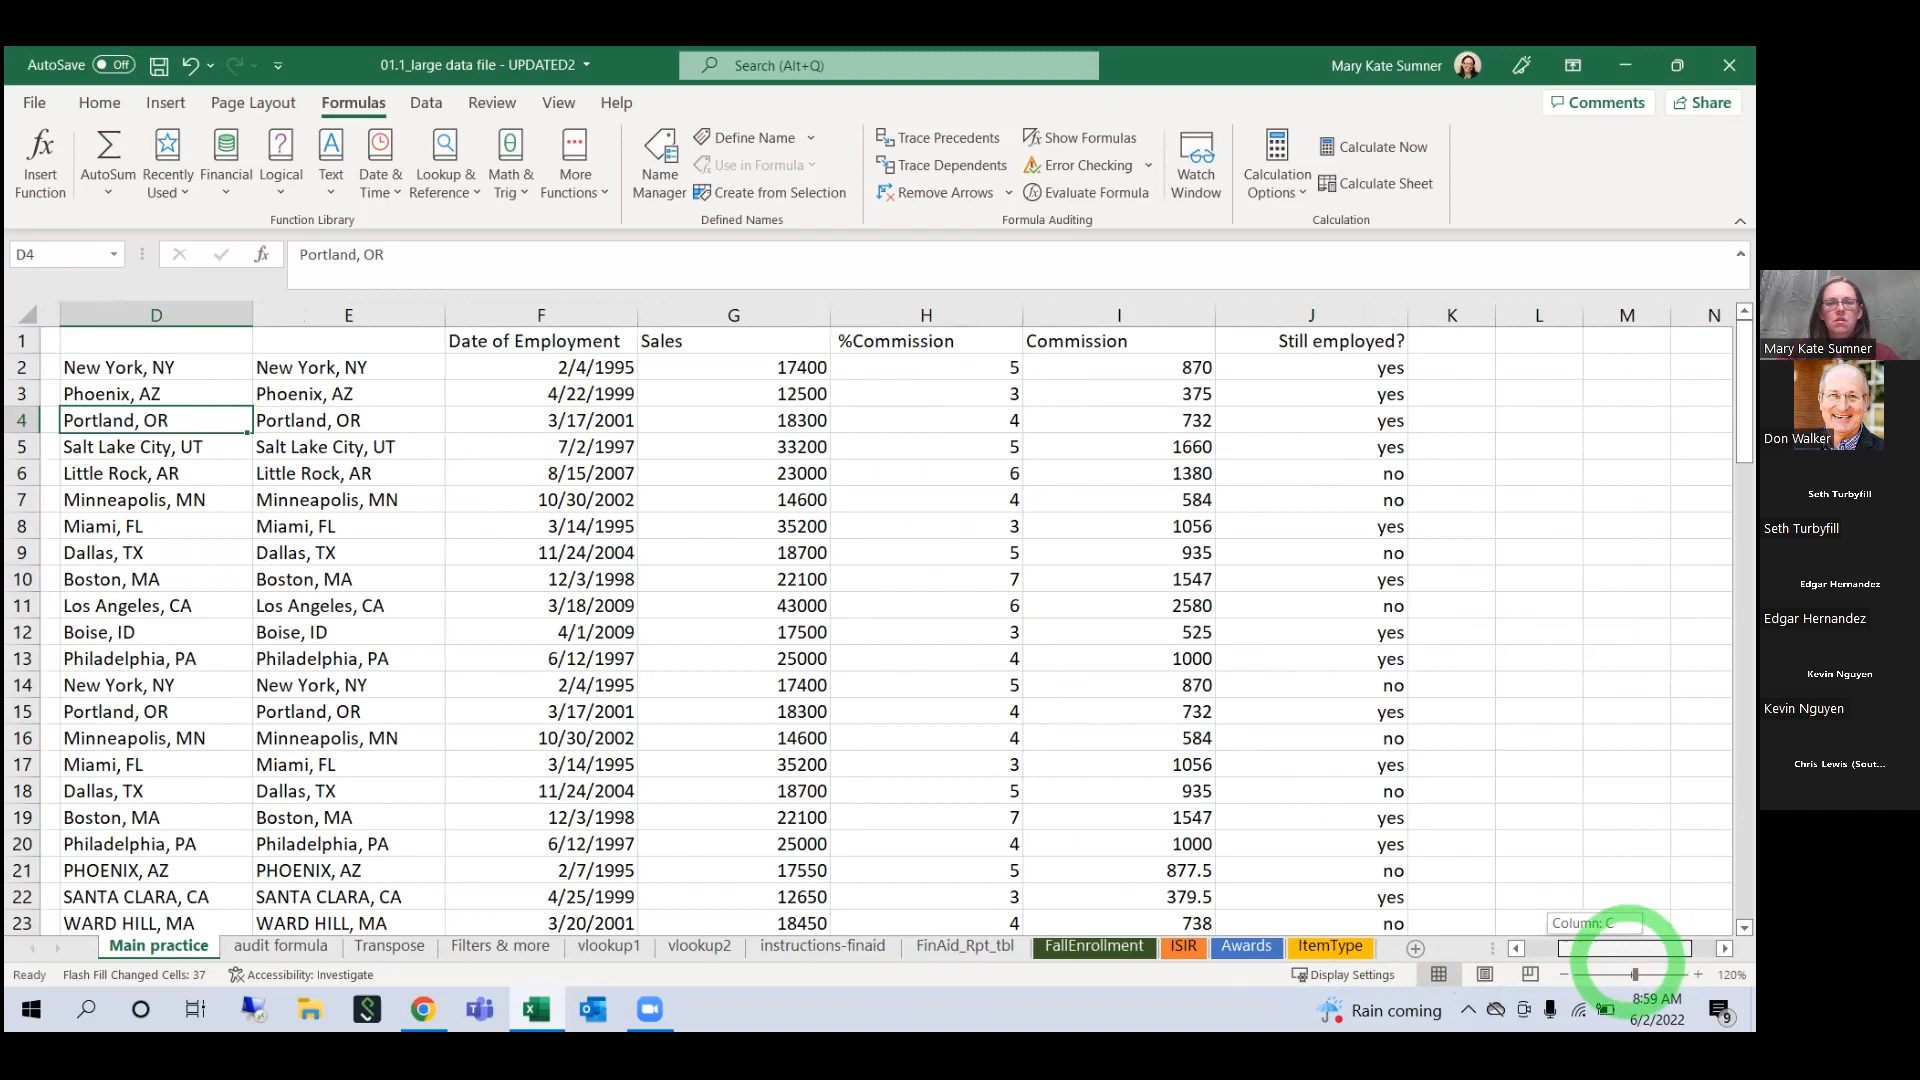 AutoSave Off 01.1_large data file - UPDATED2 Search (Alt+Q) Mary Kate Sumner
File Home Insert Page Layout Formulas Data Review View Help Comments Share
Insert Function AutoSum Recently Used Financial Logical Text Date & Time Lookup & Reference Math & Trig More Functions
Function Library
Name Manager Define Name Use in Formula Create from Selection
Defined Names
Trace Precedents Show Formulas
Trace Dependents Error Checking
Remove Arrows Evaluate Formula
Watch Window
Formula Auditing
Calculation Options Calculate Now Calculate Sheet
Calculation
D4 fx Portland, OR
D E F G H I J K L M N
1 Date of Employment Sales %Commission Commission Still employed?
2 New York, NY New York, NY 2/4/1995 17400 5 870 yes
3 Phoenix, AZ Phoenix, AZ 4/22/1999 12500 3 375 yes
4 Portland, OR Portland, OR 3/17/2001 18300 4 732 yes
5 Salt Lake City, UT Salt Lake City, UT 7/2/1997 33200 5 1660 yes
6 Little Rock, AR Little Rock, AR 8/15/2007 23000 6 1380 no
7 Minneapolis, MN Minneapolis, MN 10/30/2002 14600 4 584 no
8 Miami, FL Miami, FL 3/14/1995 35200 3 1056 yes
9 Dallas, TX Dallas, TX 11/24/2004 18700 5 935 no
10 Boston, MA Boston, MA 12/3/1998 22100 7 1547 yes
11 Los Angeles, CA Los Angeles, CA 3/18/2009 43000 6 2580 no
12 Boise, ID Boise, ID 4/1/2009 17500 3 525 yes
13 Philadelphia, PA Philadelphia, PA 6/12/1997 25000 4 1000 yes
14 New York, NY New York, NY 2/4/1995 17400 5 870 no
15 Portland, OR Portland, OR 3/17/2001 18300 4 732 yes
16 Minneapolis, MN Minneapolis, MN 10/30/2002 14600 4 584 no
17 Miami, FL Miami, FL 3/14/1995 35200 3 1056 yes
18 Dallas, TX Dallas, TX 11/24/2004 18700 5 935 no
19 Boston, MA Boston, MA 12/3/1998 22100 7 1547 yes
20 Philadelphia, PA Philadelphia, PA 6/12/1997 25000 4 1000 yes
21 PHOENIX, AZ PHOENIX, AZ 2/7/1995 17550 5 877.5 no
22 SANTA CLARA, CA SANTA CLARA, CA 4/25/1999 12650 3 379.5 yes
23 WARD HILL, MA WARD HILL, MA 3/20/2001 18450 4 738 no
Column: C
Main practice audit formula Transpose Filters & more vlookup1 vlookup2 instructions-finaid FinAid_Rpt_tbl FallEnrollment ISIR Awards ItemType
Ready Flash Fill Changed Cells: 37 Accessibility: Investigate Display Settings 120%
Rain coming 8:59 AM
6/2/2022 9
Mary Kate Sumner
Don Walker
Seth Turbyfill
Seth Turbyfill
Edgar Hernandez
Edgar Hernandez
Kevin Nguyen
Kevin Nguyen
Chris Lewis (Sout...